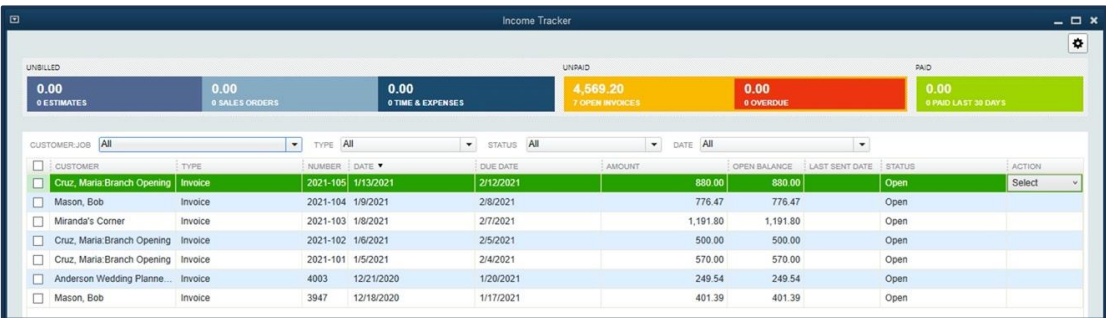 Income Tracker
UNBILLED UNPAID PAID
0.00 0.00 0.00 4,569.20 0.00 0.00
0 ESTIMATES 0 SALES ORDERS 0 TIME & EXPENSES 7 OPEN INVOICES 0 OVERDUE 0 PAID LAST 30 DAYS
CUSTOMER:JOB All TYPE All STATUS All DATE All
CUSTOMER TYPE NUMBER DATE DUE DATE AMOUNT OPEN BALANCE LAST SENT DATE STATUS ACTION
Cruz, Maria:Branch Opening Invoice 2021-105 1/13/2021 2/12/2021 880.00 880.00 Open Select
Mason, Bob Invoice 2021-104 1/9/2021 2/8/2021 776.47 776.47 Open
Miranda's Corner Invoice 2021-103 1/8/2021 2/7/2021 1,191.80 1,191.80 Open
Cruz, Maria:Branch Opening Invoice 2021-102 1/6/2021 2/5/2021 500.00 500.00 Open
Cruz, Maria:Branch Opening Invoice 2021-101 1/5/2021 2/4/2021 570.00 570.00 Open
Anderson Wedding Planne... Invoice 4003 12/21/2020 1/20/2021 249.54 249.54 Open
Mason, Bob Invoice 3947 12/18/2020 1/17/2021 401.39 401.39 Open